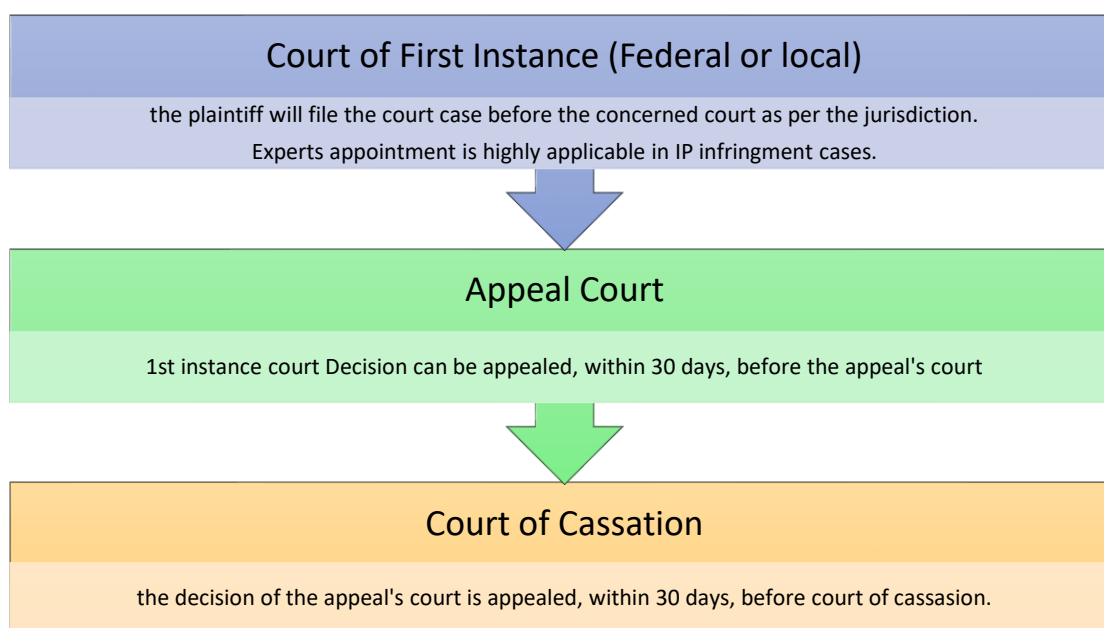 Court of First Instance (Federal or local)
the plaintiff will file the court case before the concerned court as per the jurisdiction.
Experts appointment is highly applicable in IP infringment cases.
Appeal Court
1st instance court Decision can be appealed, within 30 days, before the appeal's court
Court of Cassation
the decision of the appeal's court is appealed, within 30 days, before court of cassasion.